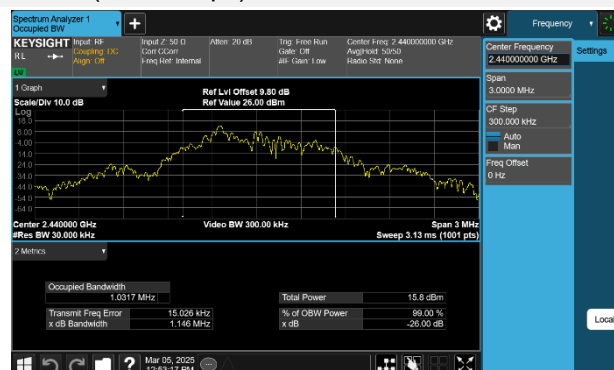 Spectrum Analyzer 1
Occupied BW
Frequency
KEYSIGHT
Input: RF
Input Z: 50 Ω
Atten: 20 dB
Trig: Free Run
Center Freq: 2.440000000 GHz
RL
Coupling: DC
Corr CCorr
Gate: Off
Avg|Hold: 50/50
Align: Off
Freq Ref: Internal
#IF Gain: Low
Radio Std: None
LV
Center Frequency
2.440000000 GHz
Settings
Span
3.0000 MHz
CF Step
300.000 kHz
Auto
Man
Freq Offset
0 Hz
1 Graph
Ref Lvl Offset 9.80 dB
Scale/Div 10.0 dB
Ref Value 26.00 dBm
Log
16.0
6.00
-4.00
-14.0
-24.0
-34.0
-44.0
-54.0
-64.0
Center 2.440000 GHz
Video BW 300.00 kHz
Span 3 MHz
#Res BW 30.000 kHz
Sweep 3.13 ms (1001 pts)
2 Metrics
Occupied Bandwidth
1.0317 MHz
Total Power
15.8 dBm
Transmit Freq Error
15.026 kHz
% of OBW Power
99.00 %
x dB Bandwidth
1.146 MHz
x dB
-26.00 dB
Local
Mar 05, 2025